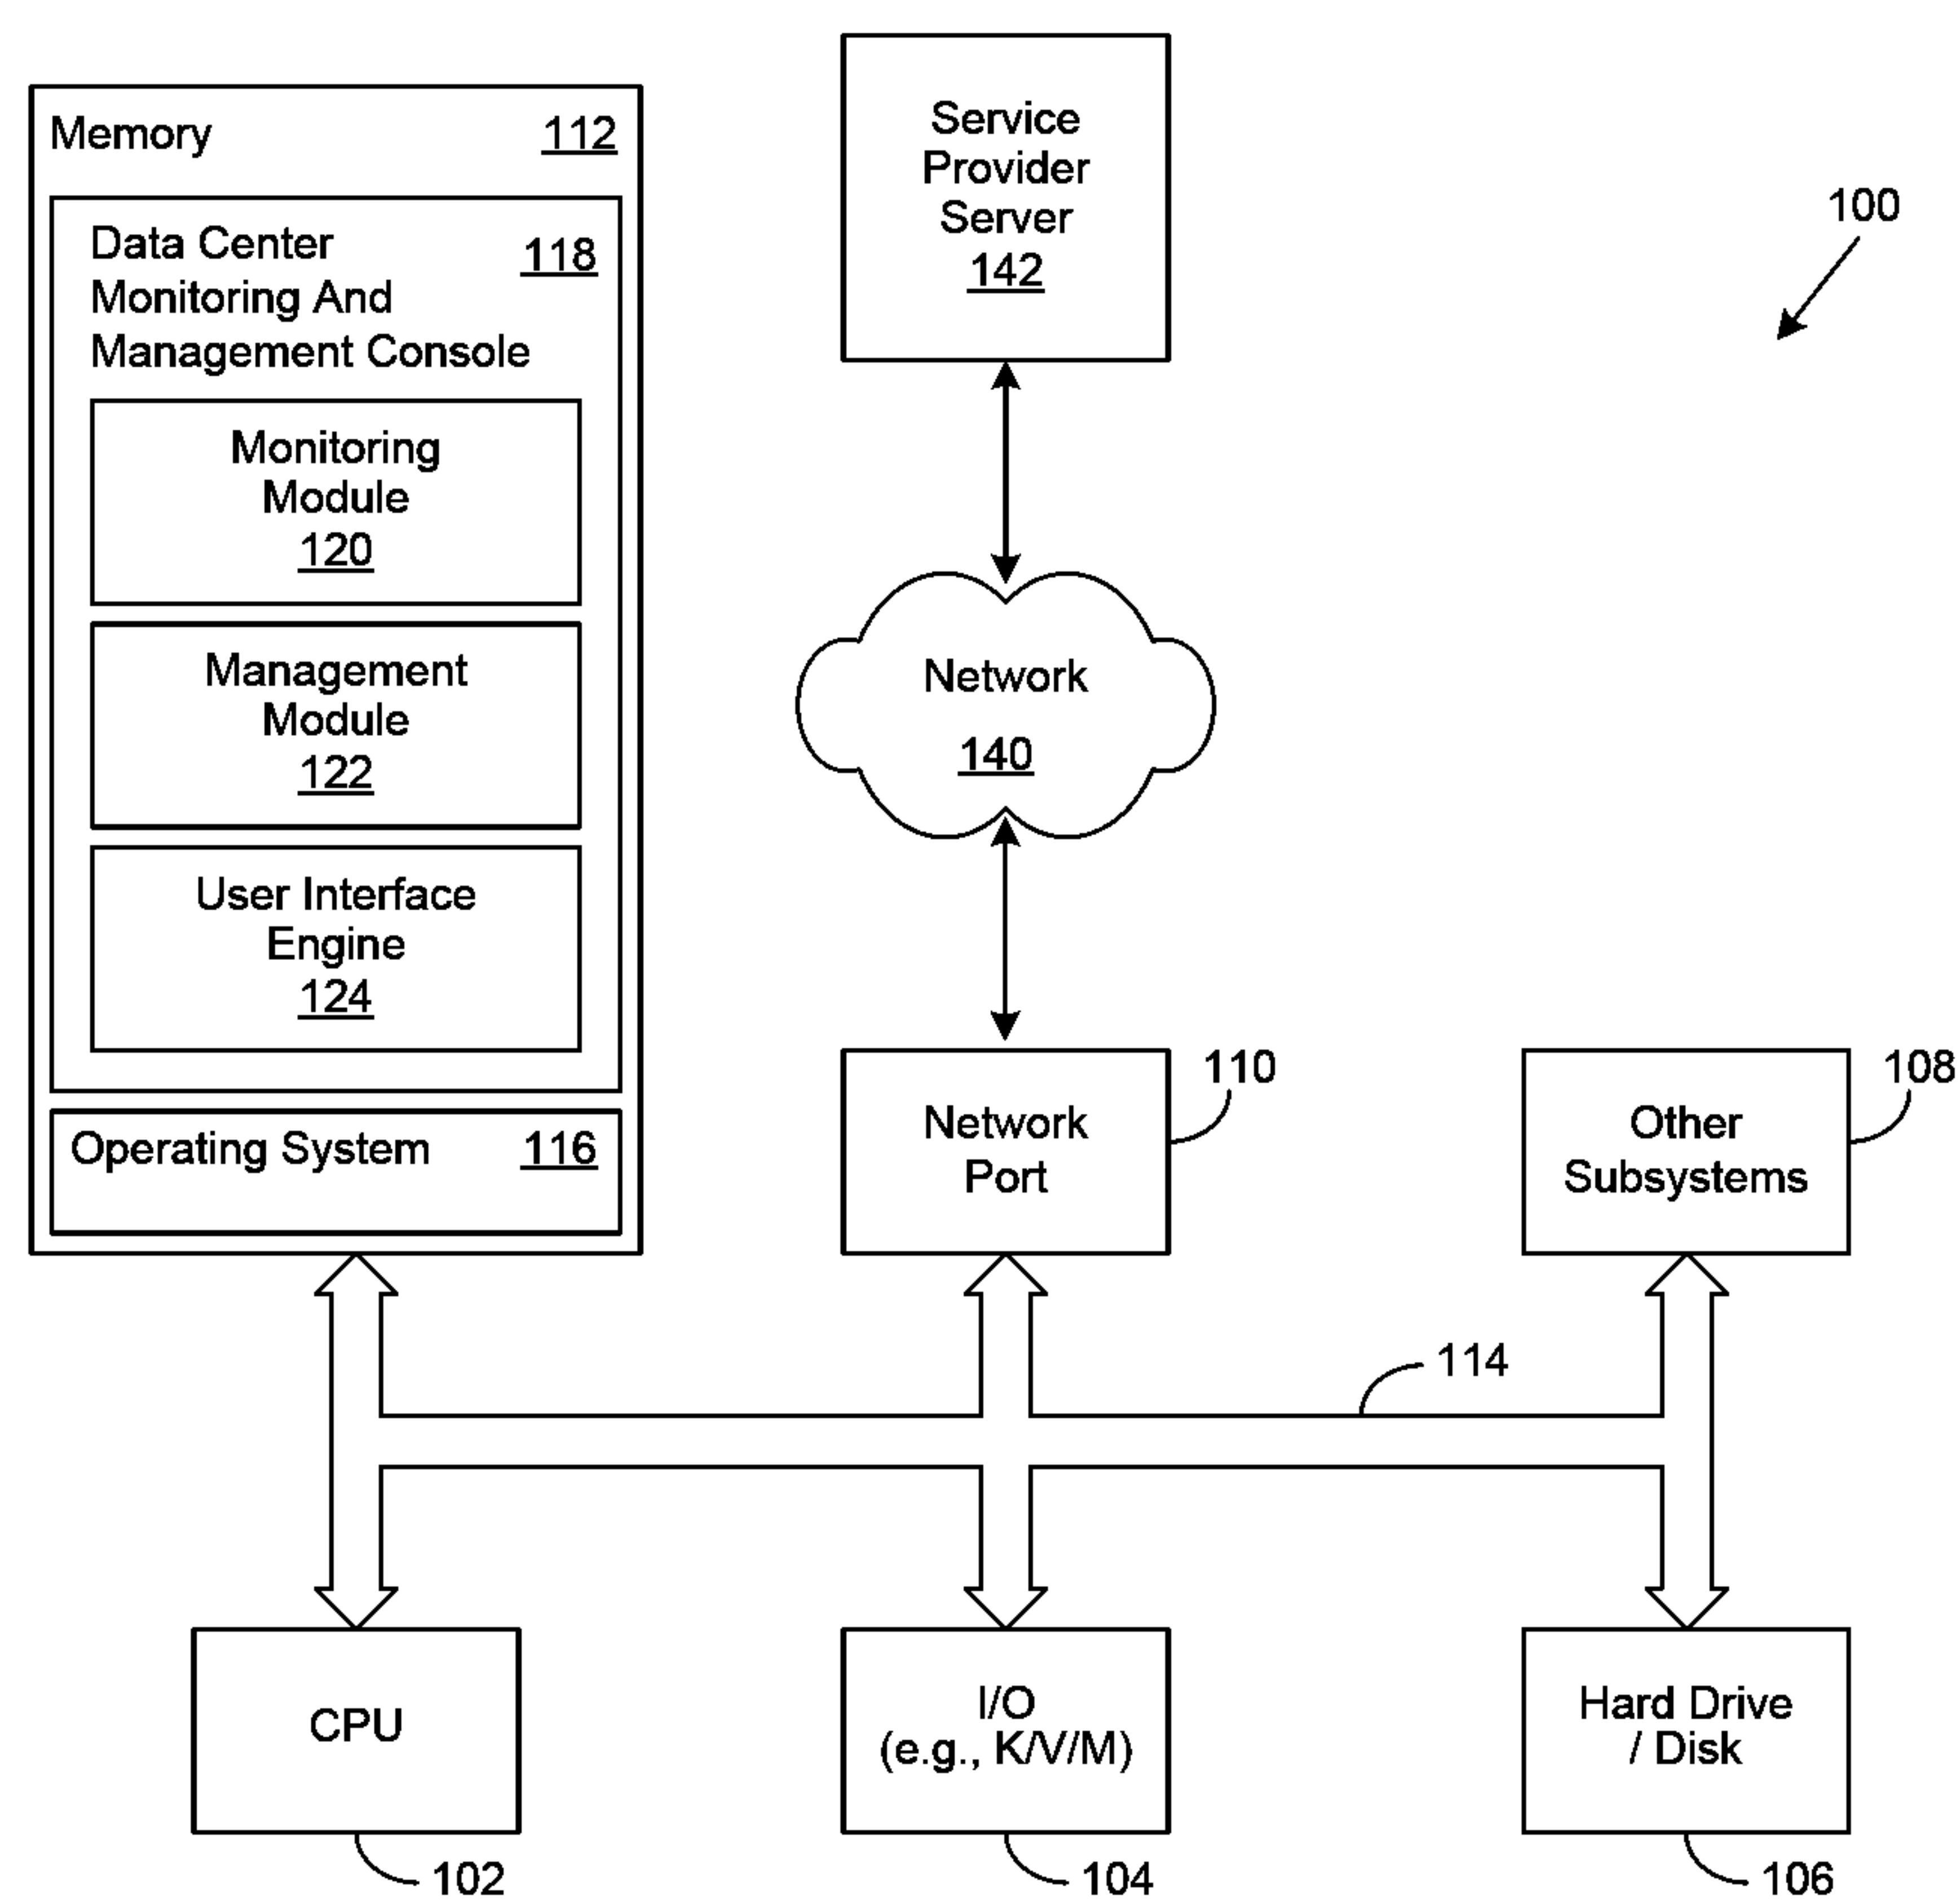 Memory 112
Data Center 118
Monitoring And
Management Console
Monitoring
Module
120
Management
Module
122
User Interface
Engine
124
Operating System 116
Service
Provider
Server
142
100
Network
140
Network
Port
110
Other
Subsystems
108
114
CPU
102
I/O
(e.g., K/V/M)
104
Hard Drive
/ Disk
106